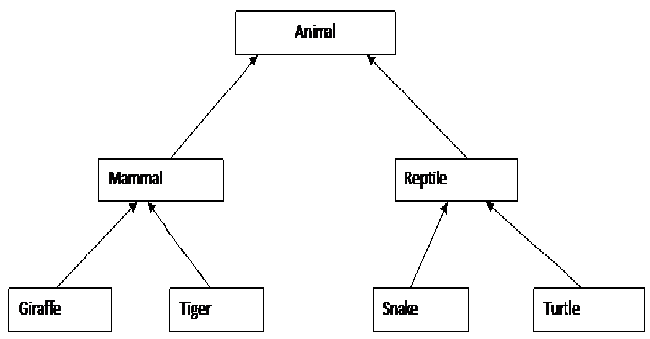 Animal
Mammal
Reptile
Giraffe
Tiger
Snake
Turtle